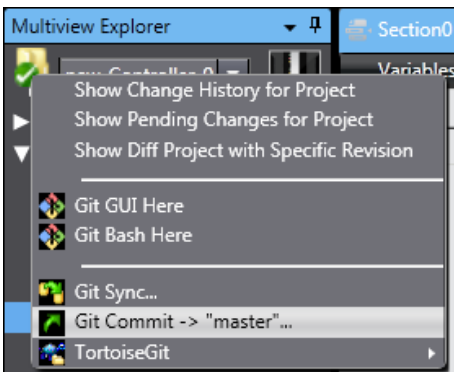 Multiview Explorer
Section0
new_Controller_0
Variables
Show Change History for Project
Show Pending Changes for Project
Show Diff Project with Specific Revision
Git GUI Here
Git Bash Here
Git Sync...
Git Commit -> "master"...
TortoiseGit